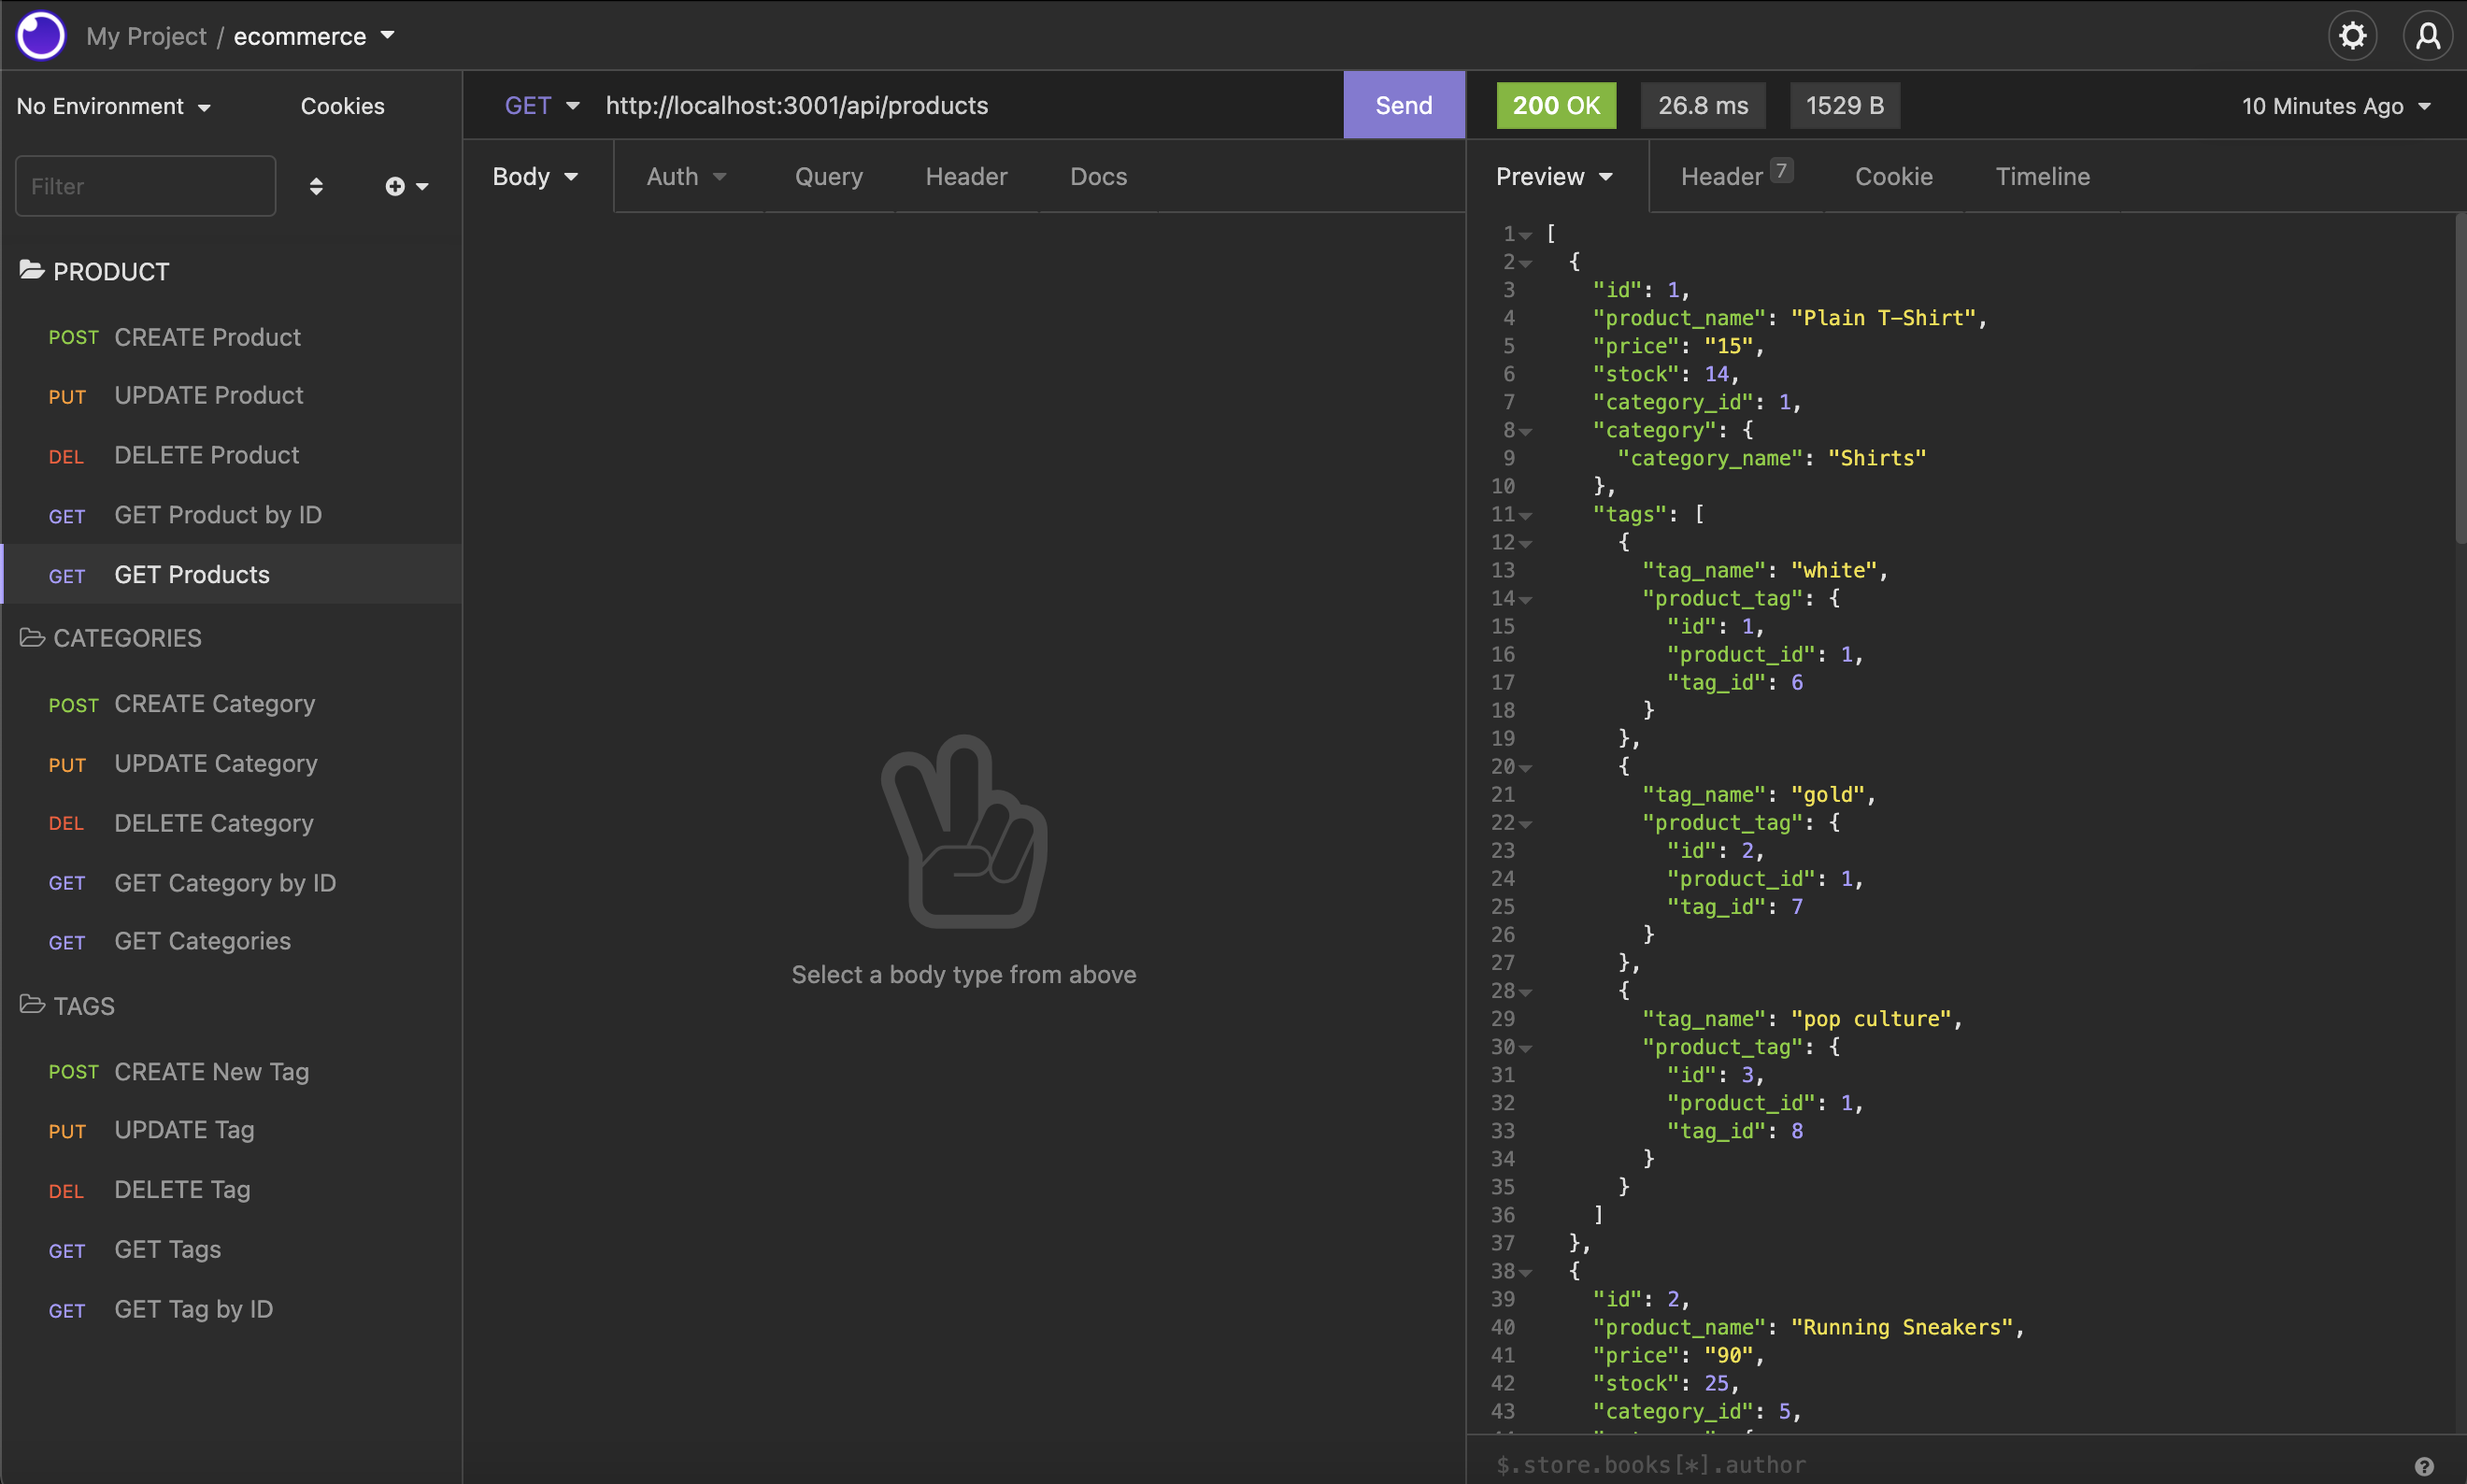 My Project / ecommerce
No Environment
Cookies
Filter
PRODUCT
POST CREATE Product
PUT UPDATE Product
DEL DELETE Product
GET GET Product by ID
GET GET Products
CATEGORIES
POST CREATE Category
PUT UPDATE Category
DEL DELETE Category
GET GET Category by ID
GET GET Categories
TAGS
POST CREATE New Tag
PUT UPDATE Tag
DEL DELETE Tag
GET GET Tags
GET GET Tag by ID
GET http://localhost:3001/api/products Send
Body Auth Query Header Docs
Select a body type from above
200 OK 26.8 ms 1529 B 10 Minutes Ago
Preview Header 7 Cookie Timeline
1 [
2 {
3 "id": 1,
4 "product_name": "Plain T-Shirt",
5 "price": "15",
6 "stock": 14,
7 "category_id": 1,
8 "category": {
9 "category_name": "Shirts"
10 },
11 "tags": [
12 {
13 "tag_name": "white",
14 "product_tag": {
15 "id": 1,
16 "product_id": 1,
17 "tag_id": 6
18 }
19 },
20 {
21 "tag_name": "gold",
22 "product_tag": {
23 "id": 2,
24 "product_id": 1,
25 "tag_id": 7
26 }
27 },
28 {
29 "tag_name": "pop culture",
30 "product_tag": {
31 "id": 3,
32 "product_id": 1,
33 "tag_id": 8
34 }
35 }
36 ]
37 },
38 {
39 "id": 2,
40 "product_name": "Running Sneakers",
41 "price": "90",
42 "stock": 25,
43 "category_id": 5,
$.store.books[*].author